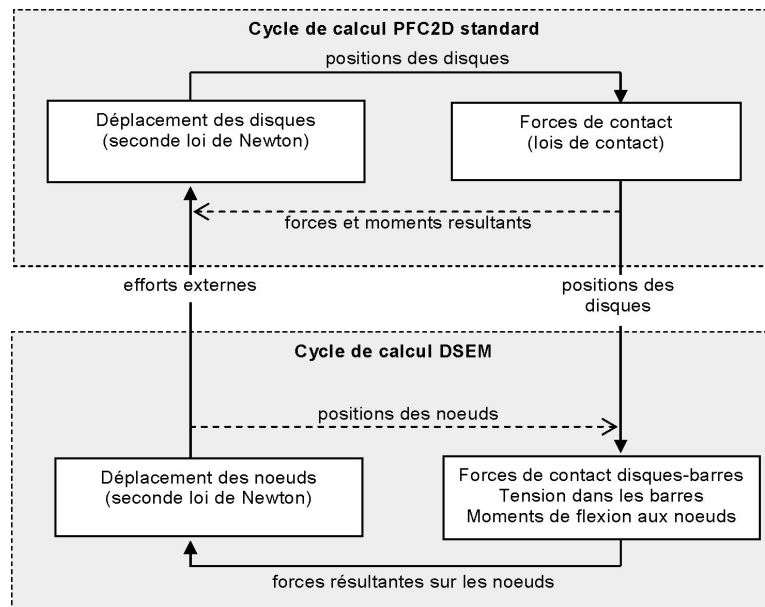 Cycle de calcul PFC2D standard
positions des disques
Déplacement des disques
(seconde loi de Newton)
Forces de contact
(lois de contact)
forces et moments resultants
efforts externes
positions des
disques
Cycle de calcul DSEM
positions des noeuds
Déplacement des noeuds
(seconde loi de Newton)
Forces de contact disques-barres
Tension dans les barres
Moments de flexion aux noeuds
forces résultantes sur les noeuds